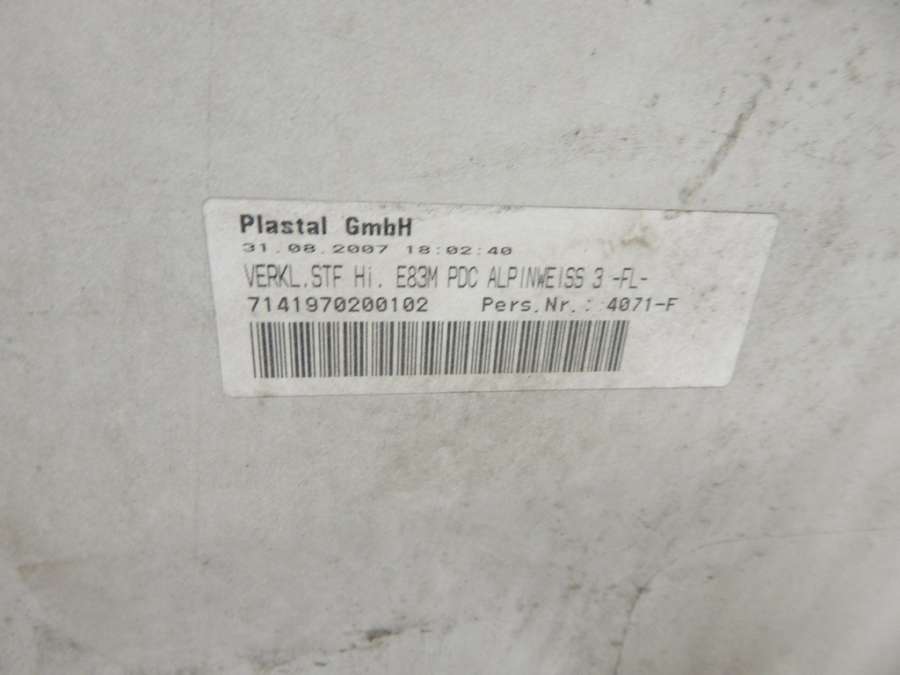 Plastal GmbH
31.08.2007 18:02:40
VERKL.STF Hi. E83M PDC ALPINWEISS 3 -FL-
7141970200102 Pers.Nr.: 4071-F